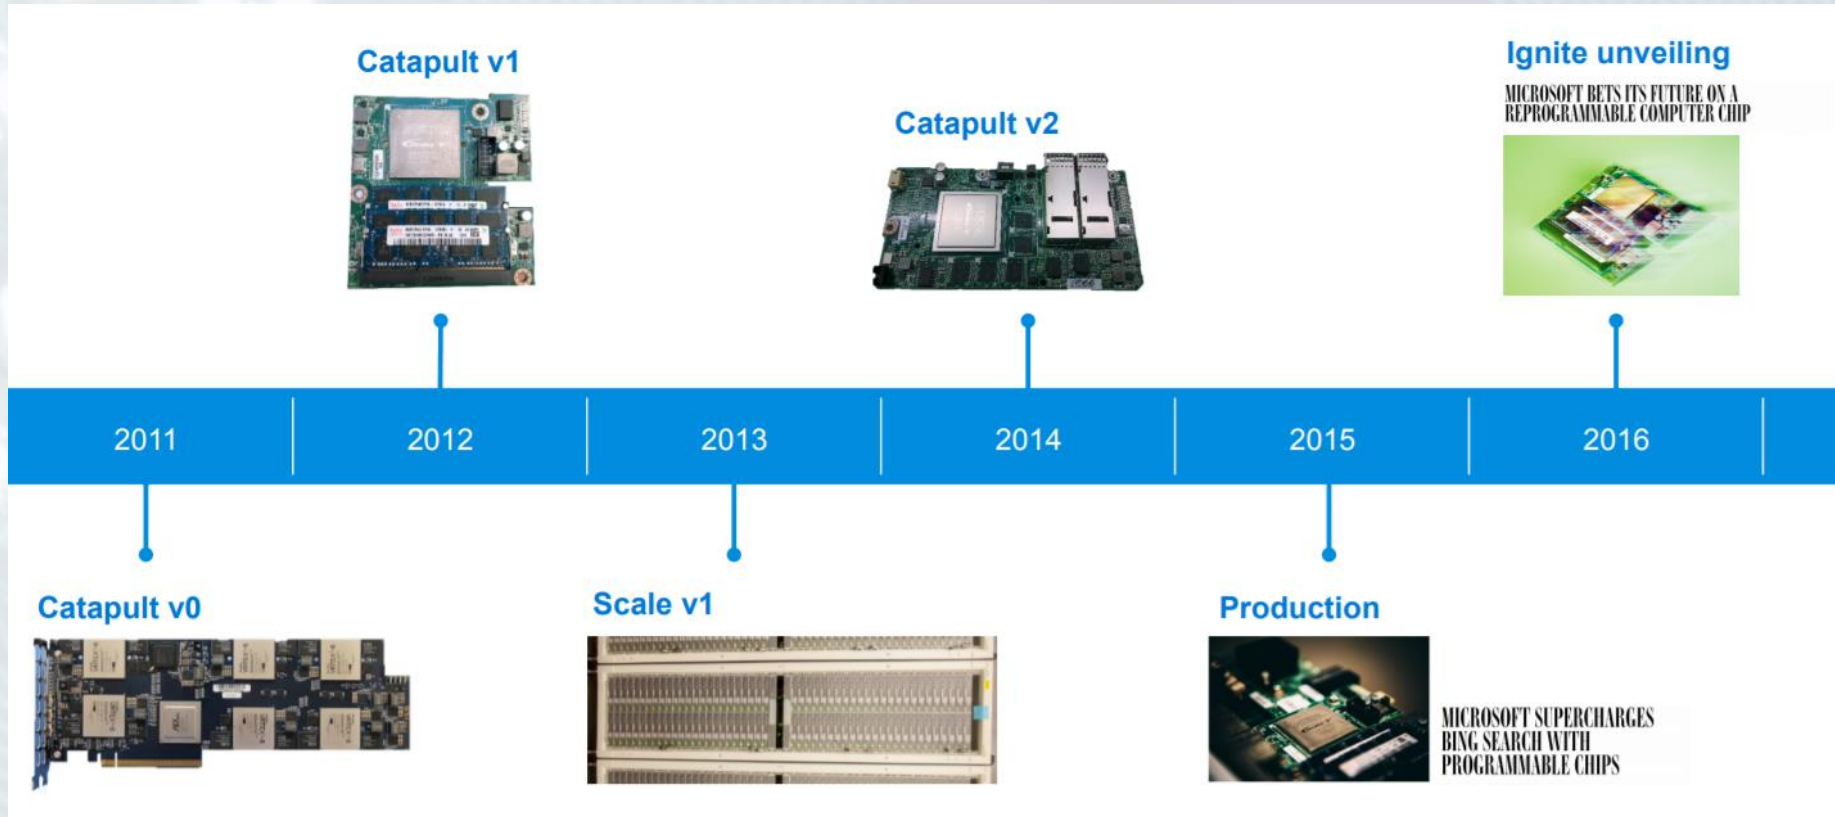 Catapult v1
Catapult v2
Ignite unveiling
MICROSOFT BETS ITS FUTURE ON A
REPROGRAMMABLE COMPUTER CHIP
2011
2012
2013
2014
2015
2016
Catapult v0
Scale v1
Production
MICROSOFT SUPERCHARGES
BING SEARCH WITH
PROGRAMMABLE CHIPS